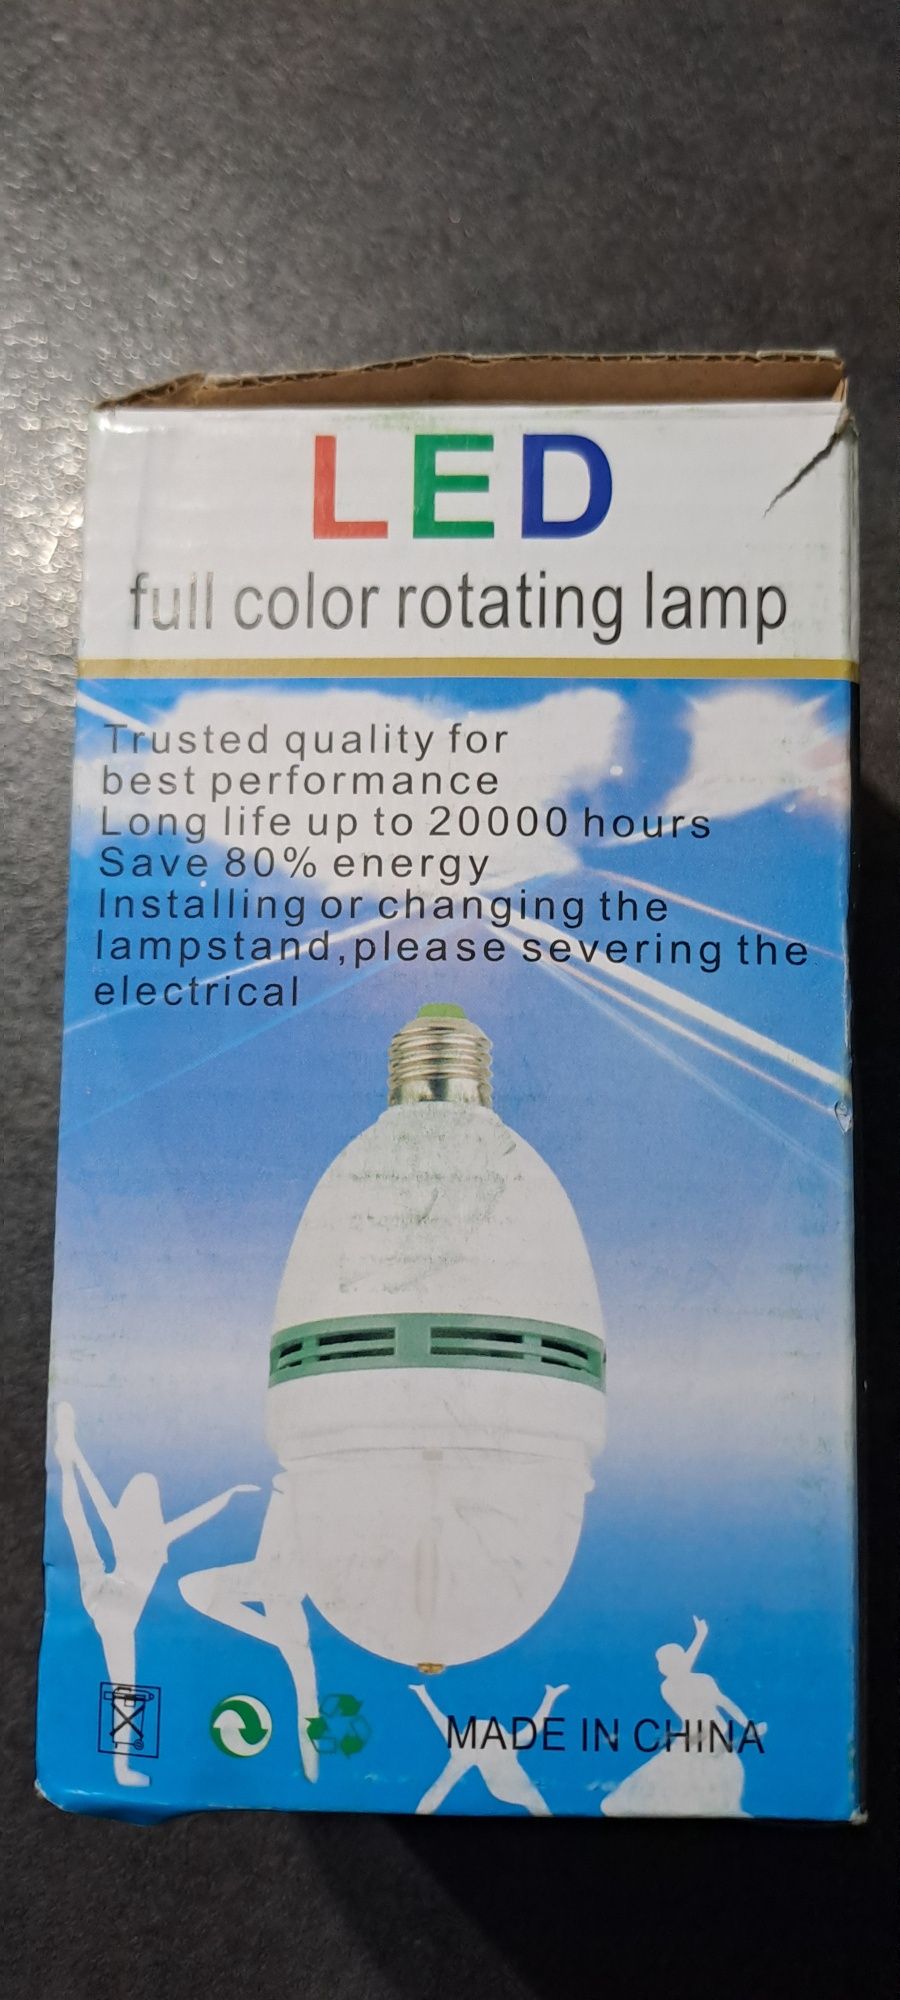 LED
full color rotating lamp
Trusted quality for
best performance
Long life up to 20000 hours
Save 80% energy
Installing or changing the
lampstand,please severing the
electrical
MADE IN CHINA